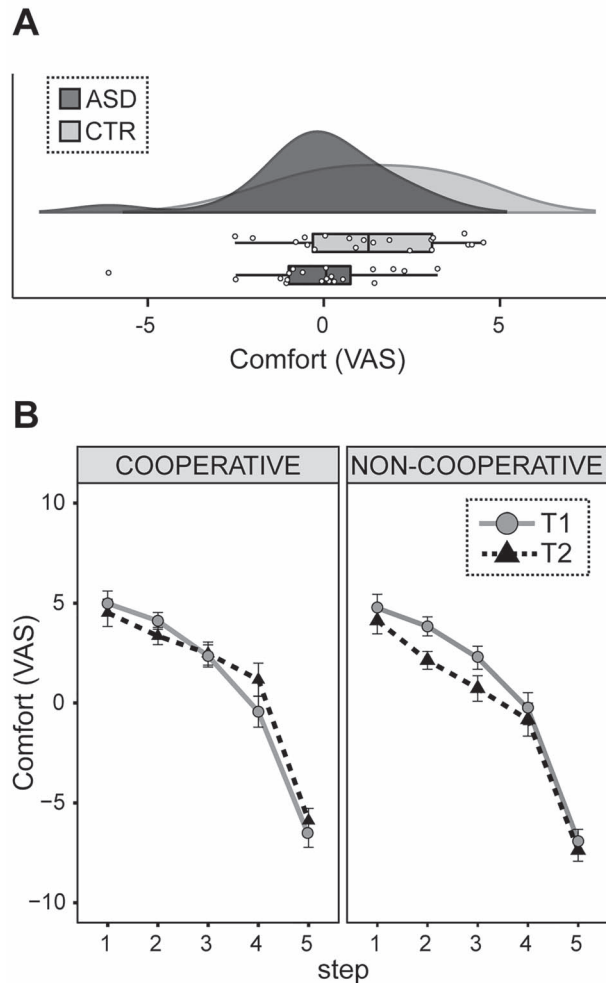 A
ASD
CTR
-5 0 5
Comfort (VAS)
B
COOPERATIVE NON-COOPERATIVE
T1
T2
10
5
0
−5
−10
Comfort (VAS)
1 2 3 4 5 1 2 3 4 5
step